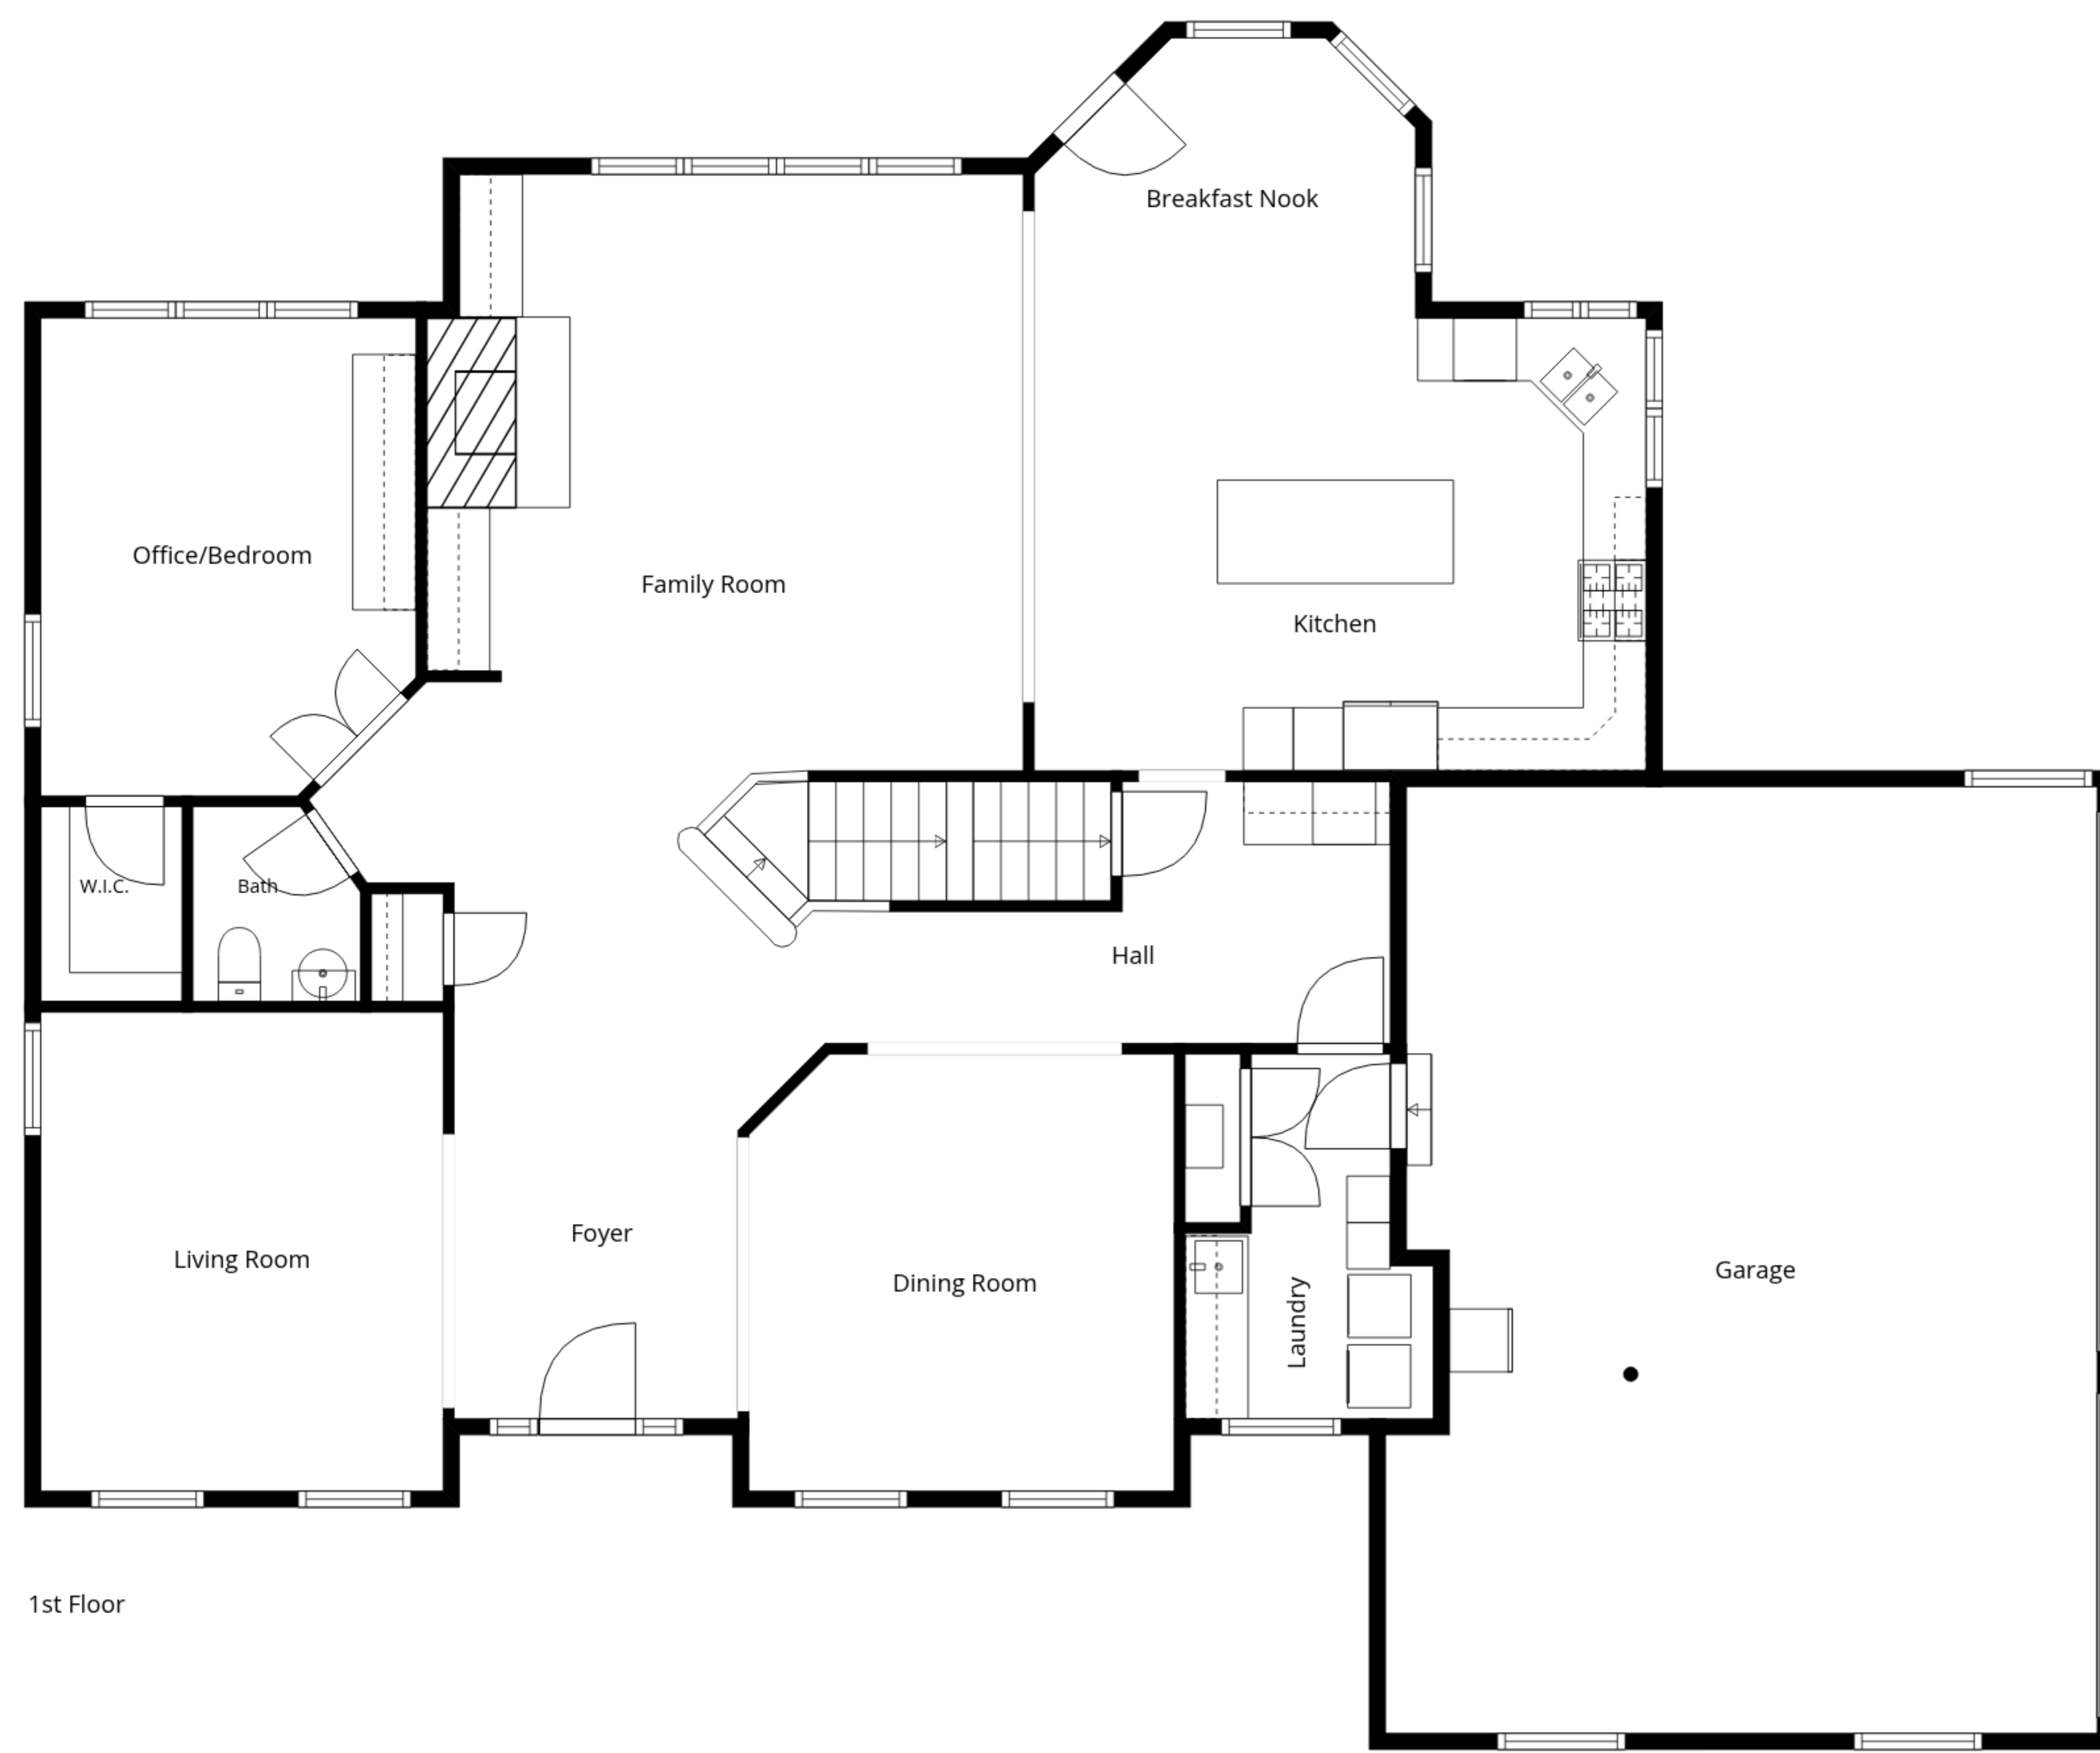 Breakfast Nook
Office/Bedroom
Family Room
Kitchen
W.I.C.
Bath
Hall
Foyer
Living Room
Dining Room
Laundry
Garage
1st Floor